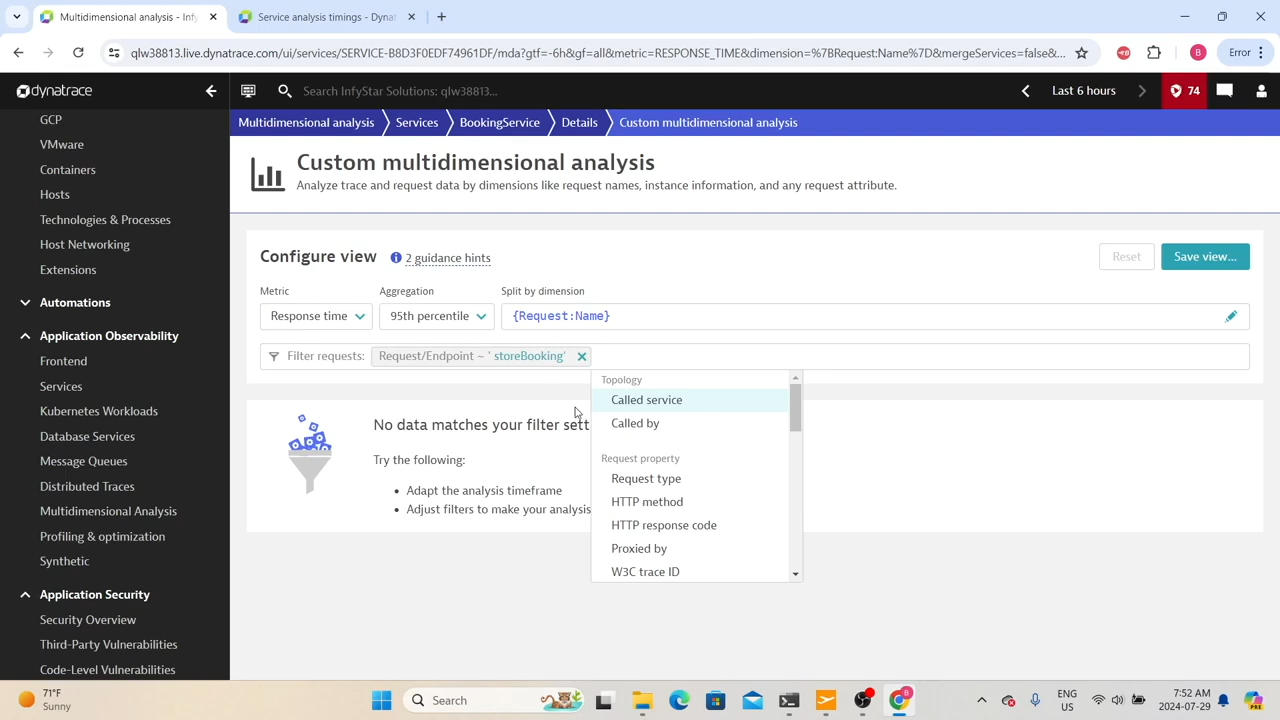 Multidimensional analysis - Inf
Service analysis timings - Dynat
qlw38813.live.dynatrace.com/ui/services/SERVICE-B8D3F0EDF74961DF/mda?gtf=-6h&gf=all&metric=RESPONSE_TIME&dimension=%7BRequest:Name%7D&mergeServices=false&...
B
Error
dynatrace
Search InfyStar Solutions: qlw38813...
Last 6 hours
74
GCP
VMware
Containers
Hosts
Technologies & Processes
Host Networking
Extensions
Automations
Application Observability
Frontend
Services
Kubernetes Workloads
Database Services
Message Queues
Distributed Traces
Multidimensional Analysis
Profiling & optimization
Synthetic
Application Security
Security Overview
Third-Party Vulnerabilities
Code-Level Vulnerabilities
Multidimensional analysis
Services
BookingService
Details
Custom multidimensional analysis
Custom multidimensional analysis
Analyze trace and request data by dimensions like request names, instance information, and any request attribute.
Configure view
2 guidance hints
Reset
Save view...
Metric
Aggregation
Split by dimension
Response time
95th percentile
{Request:Name}
Filter requests:
Request/Endpoint ~ ' storeBooking'
Topology
Called service
Called by
Request property
Request type
HTTP method
HTTP response code
Proxied by
W3C trace ID
No data matches your filter sett
Try the following:
• Adapt the analysis timeframe
• Adjust filters to make your analysis
71°F
Sunny
Search
B
ENG
US
7:52 AM
2024-07-29